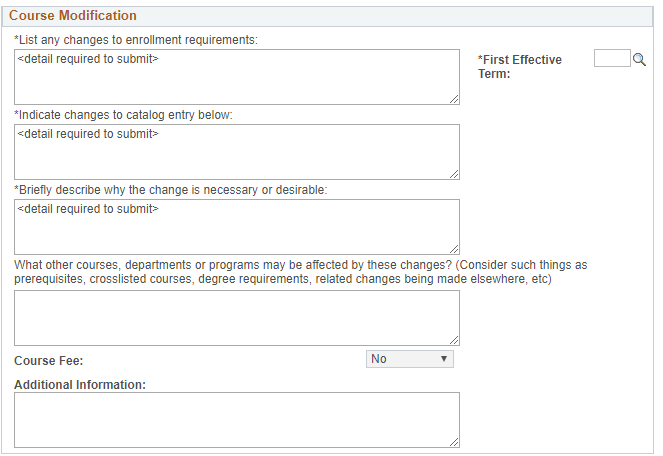 Course Modification
*List any changes to enrollment requirements:
<detail required to submit>
*First Effective
Term:
*Indicate changes to catalog entry below:
<detail required to submit>
*Briefly describe why the change is necessary or desirable:
<detail required to submit>
What other courses, departments or programs may be affected by these changes? (Consider such things as
prerequisites, crosslisted courses, degree requirements, related changes being made elsewhere, etc)
Course Fee:
No
Additional Information: